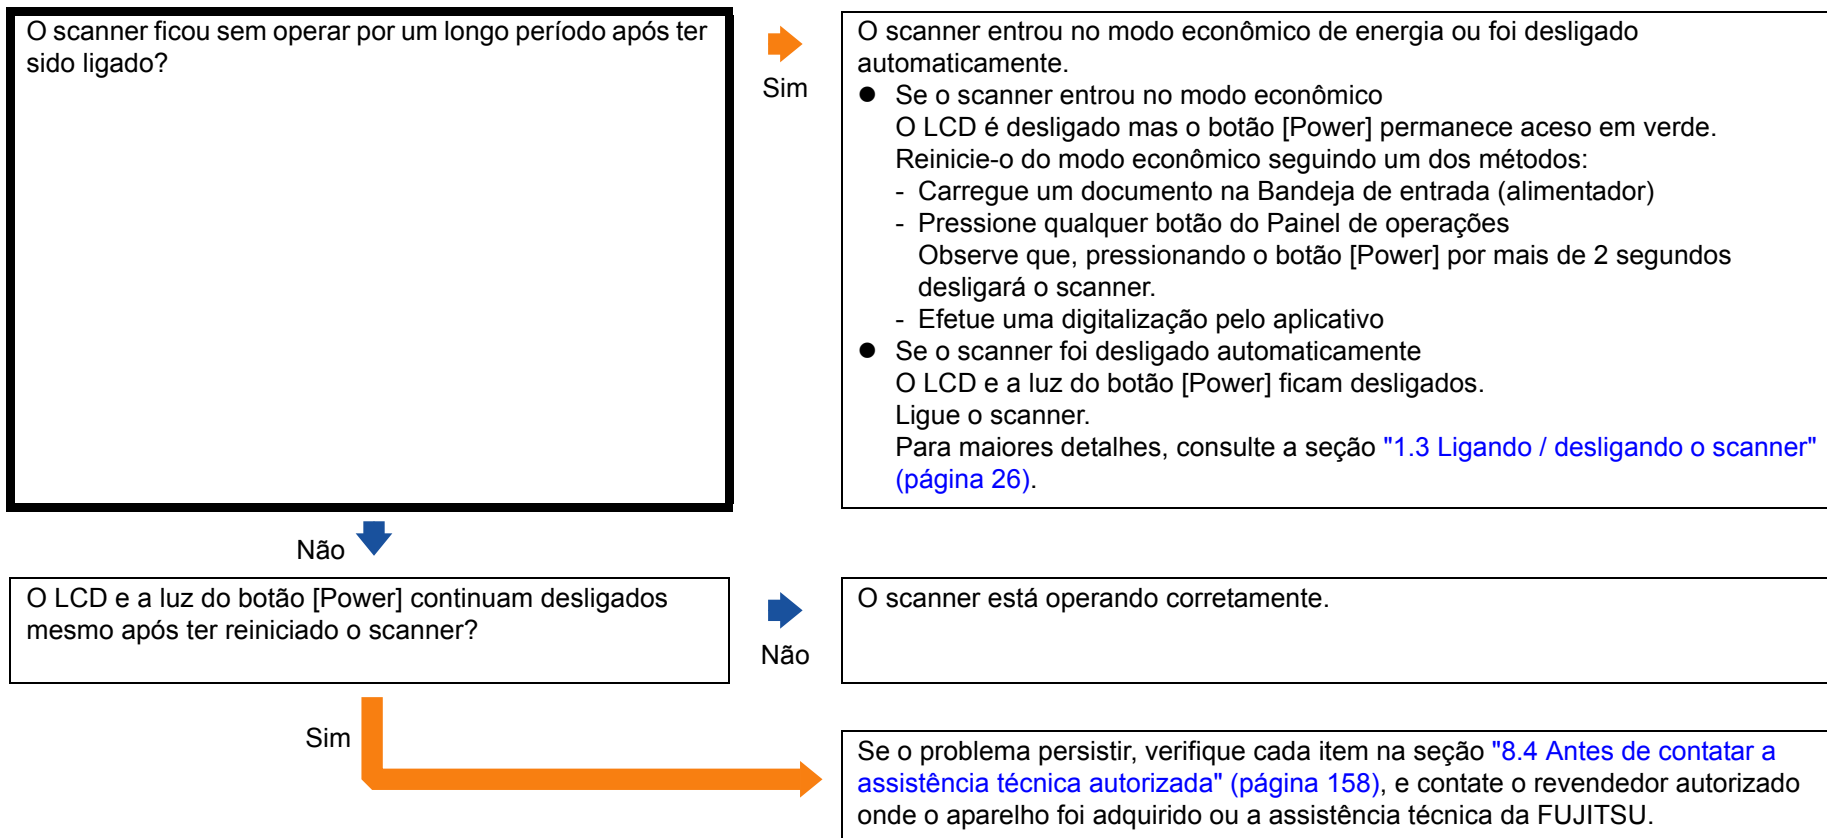 O scanner ficou sem operar por um longo período após ter
sido ligado?
Sim
O scanner entrou no modo econômico de energia ou foi desligado
automaticamente.
● Se o scanner entrou no modo econômico
O LCD é desligado mas o botão [Power] permanece aceso em verde.
Reinicie-o do modo econômico seguindo um dos métodos:
- Carregue um documento na Bandeja de entrada (alimentador)
- Pressione qualquer botão do Painel de operações
Observe que, pressionando o botão [Power] por mais de 2 segundos
desligará o scanner.
- Efetue uma digitalização pelo aplicativo
● Se o scanner foi desligado automaticamente
O LCD e a luz do botão [Power] ficam desligados.
Ligue o scanner.
Para maiores detalhes, consulte a seção "1.3 Ligando / desligando o scanner"
(página 26).
Não
O LCD e a luz do botão [Power] continuam desligados
mesmo após ter reiniciado o scanner?
Não
O scanner está operando corretamente.
Sim
Se o problema persistir, verifique cada item na seção "8.4 Antes de contatar a
assistência técnica autorizada" (página 158), e contate o revendedor autorizado
onde o aparelho foi adquirido ou a assistência técnica da FUJITSU.